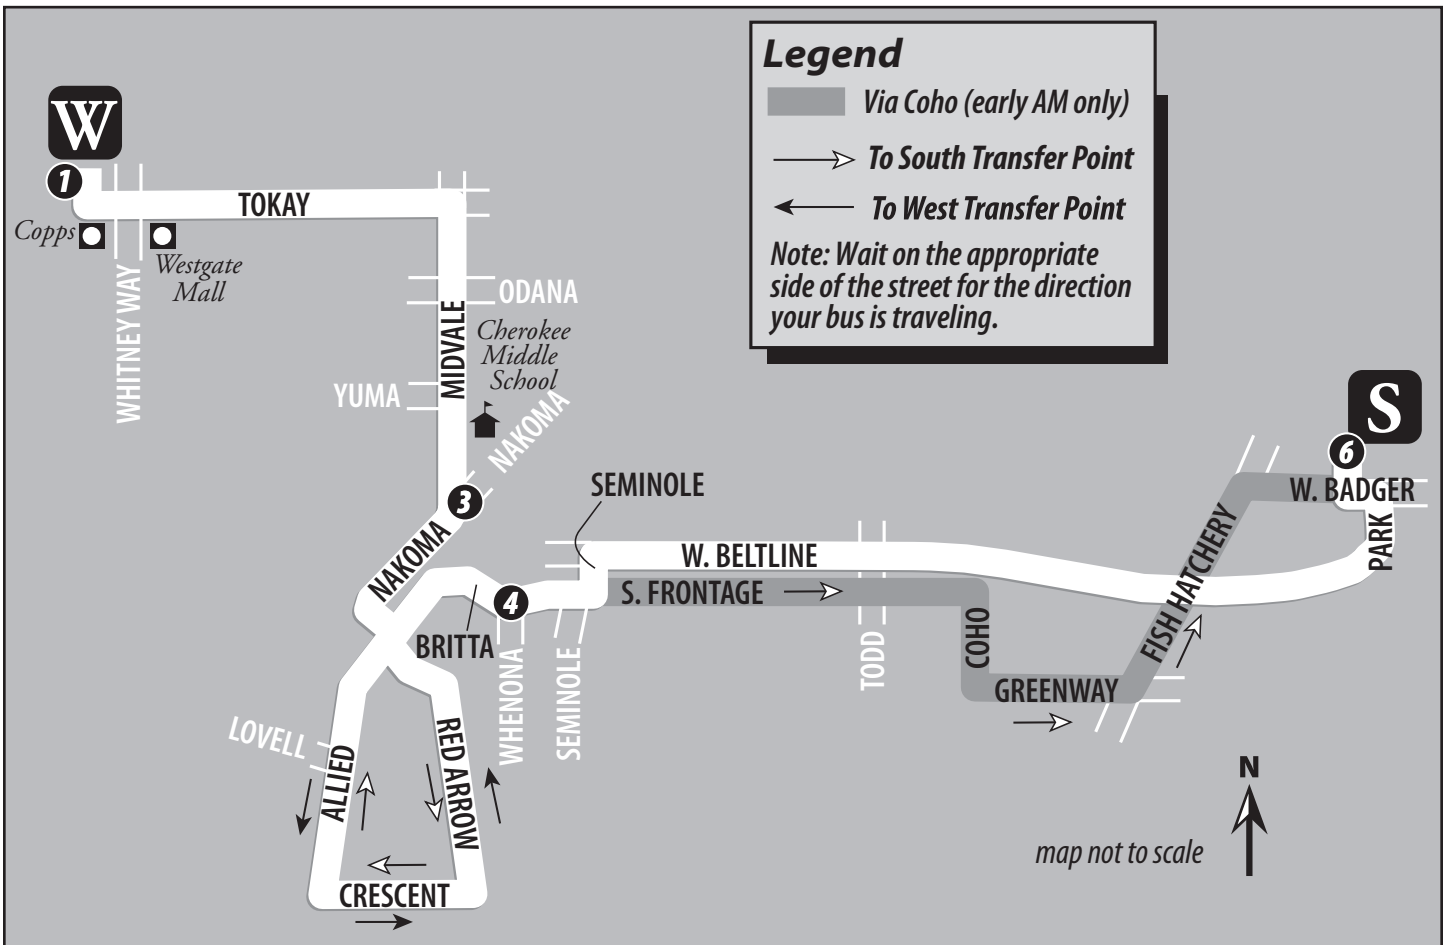 Legend
Via Coho (early AM only)
To South Transfer Point
To West Transfer Point
Note: Wait on the appropriate
side of the street for the direction
your bus is traveling.
W
1
TOKAY
Copps
Westgate
Mall
WHITNEY WAY
ODANA
MIDVALE
Cherokee
Middle
School
YUMA
NAKOMA
3
NAKOMA
S
6
W. BADGER
PARK
SEMINOLE
W. BELTLINE
S. FRONTAGE
FISH HATCHERY
4
BRITTA
WHENONA
SEMINOLE
TODD
COHO
GREENWAY
LOVELL
ALLIED
RED ARROW
CRESCENT
N
map not to scale